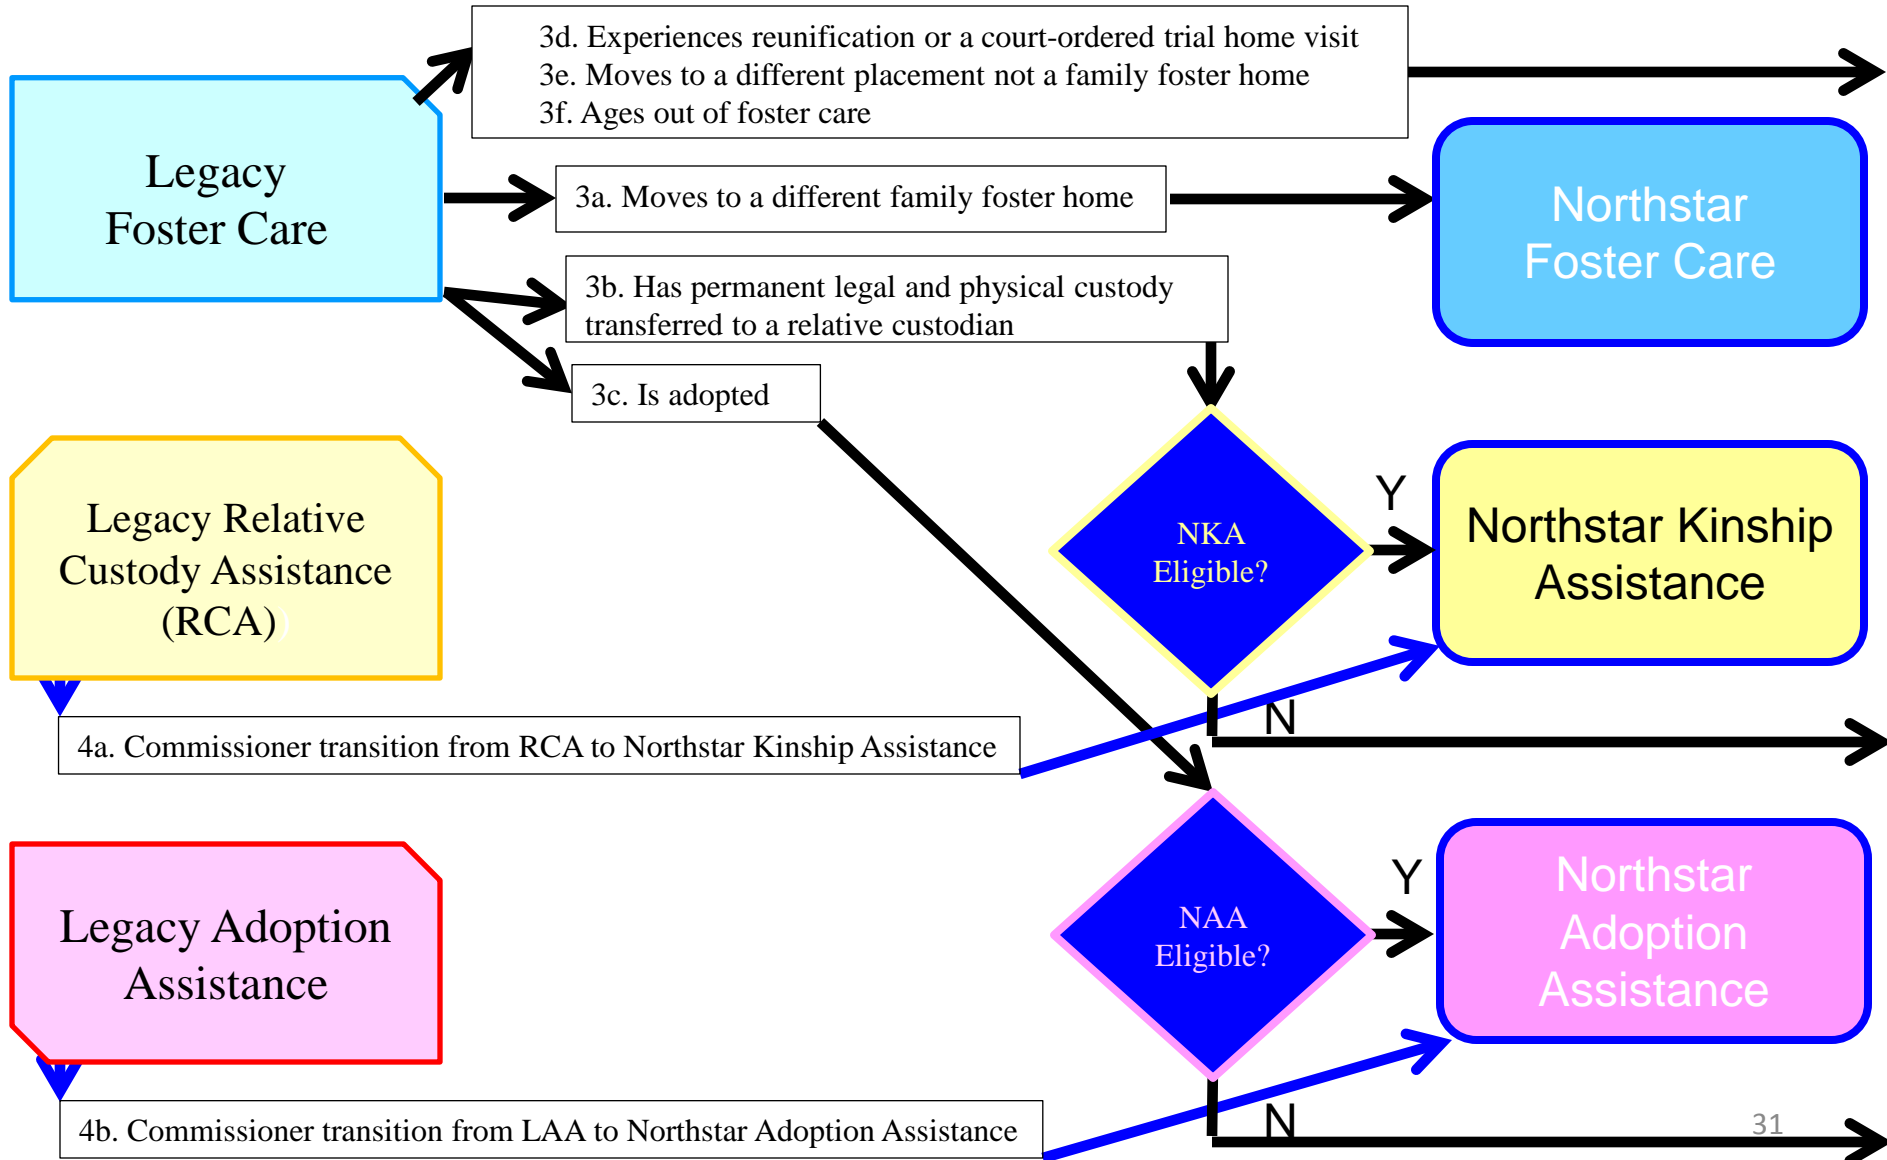 3d. Experiences reunification or a court-ordered trial home visit
3e. Moves to a different placement not a family foster home
3f. Ages out of foster care
Legacy
Foster Care
3a. Moves to a different family foster home
Northstar
Foster Care
3b. Has permanent legal and physical custody
transferred to a relative custodian
3c. Is adopted
Legacy Relative
Custody Assistance
(RCA))
NKA
Eligible?
Y
Northstar Kinship
Assistance
N
4a. Commissioner transition from RCA to Northstar Kinship Assistance
Legacy Adoption
Assistance
NAA
Eligible?
Y
Northstar
Adoption
Assistance
N
4b. Commissioner transition from LAA to Northstar Adoption Assistance
31